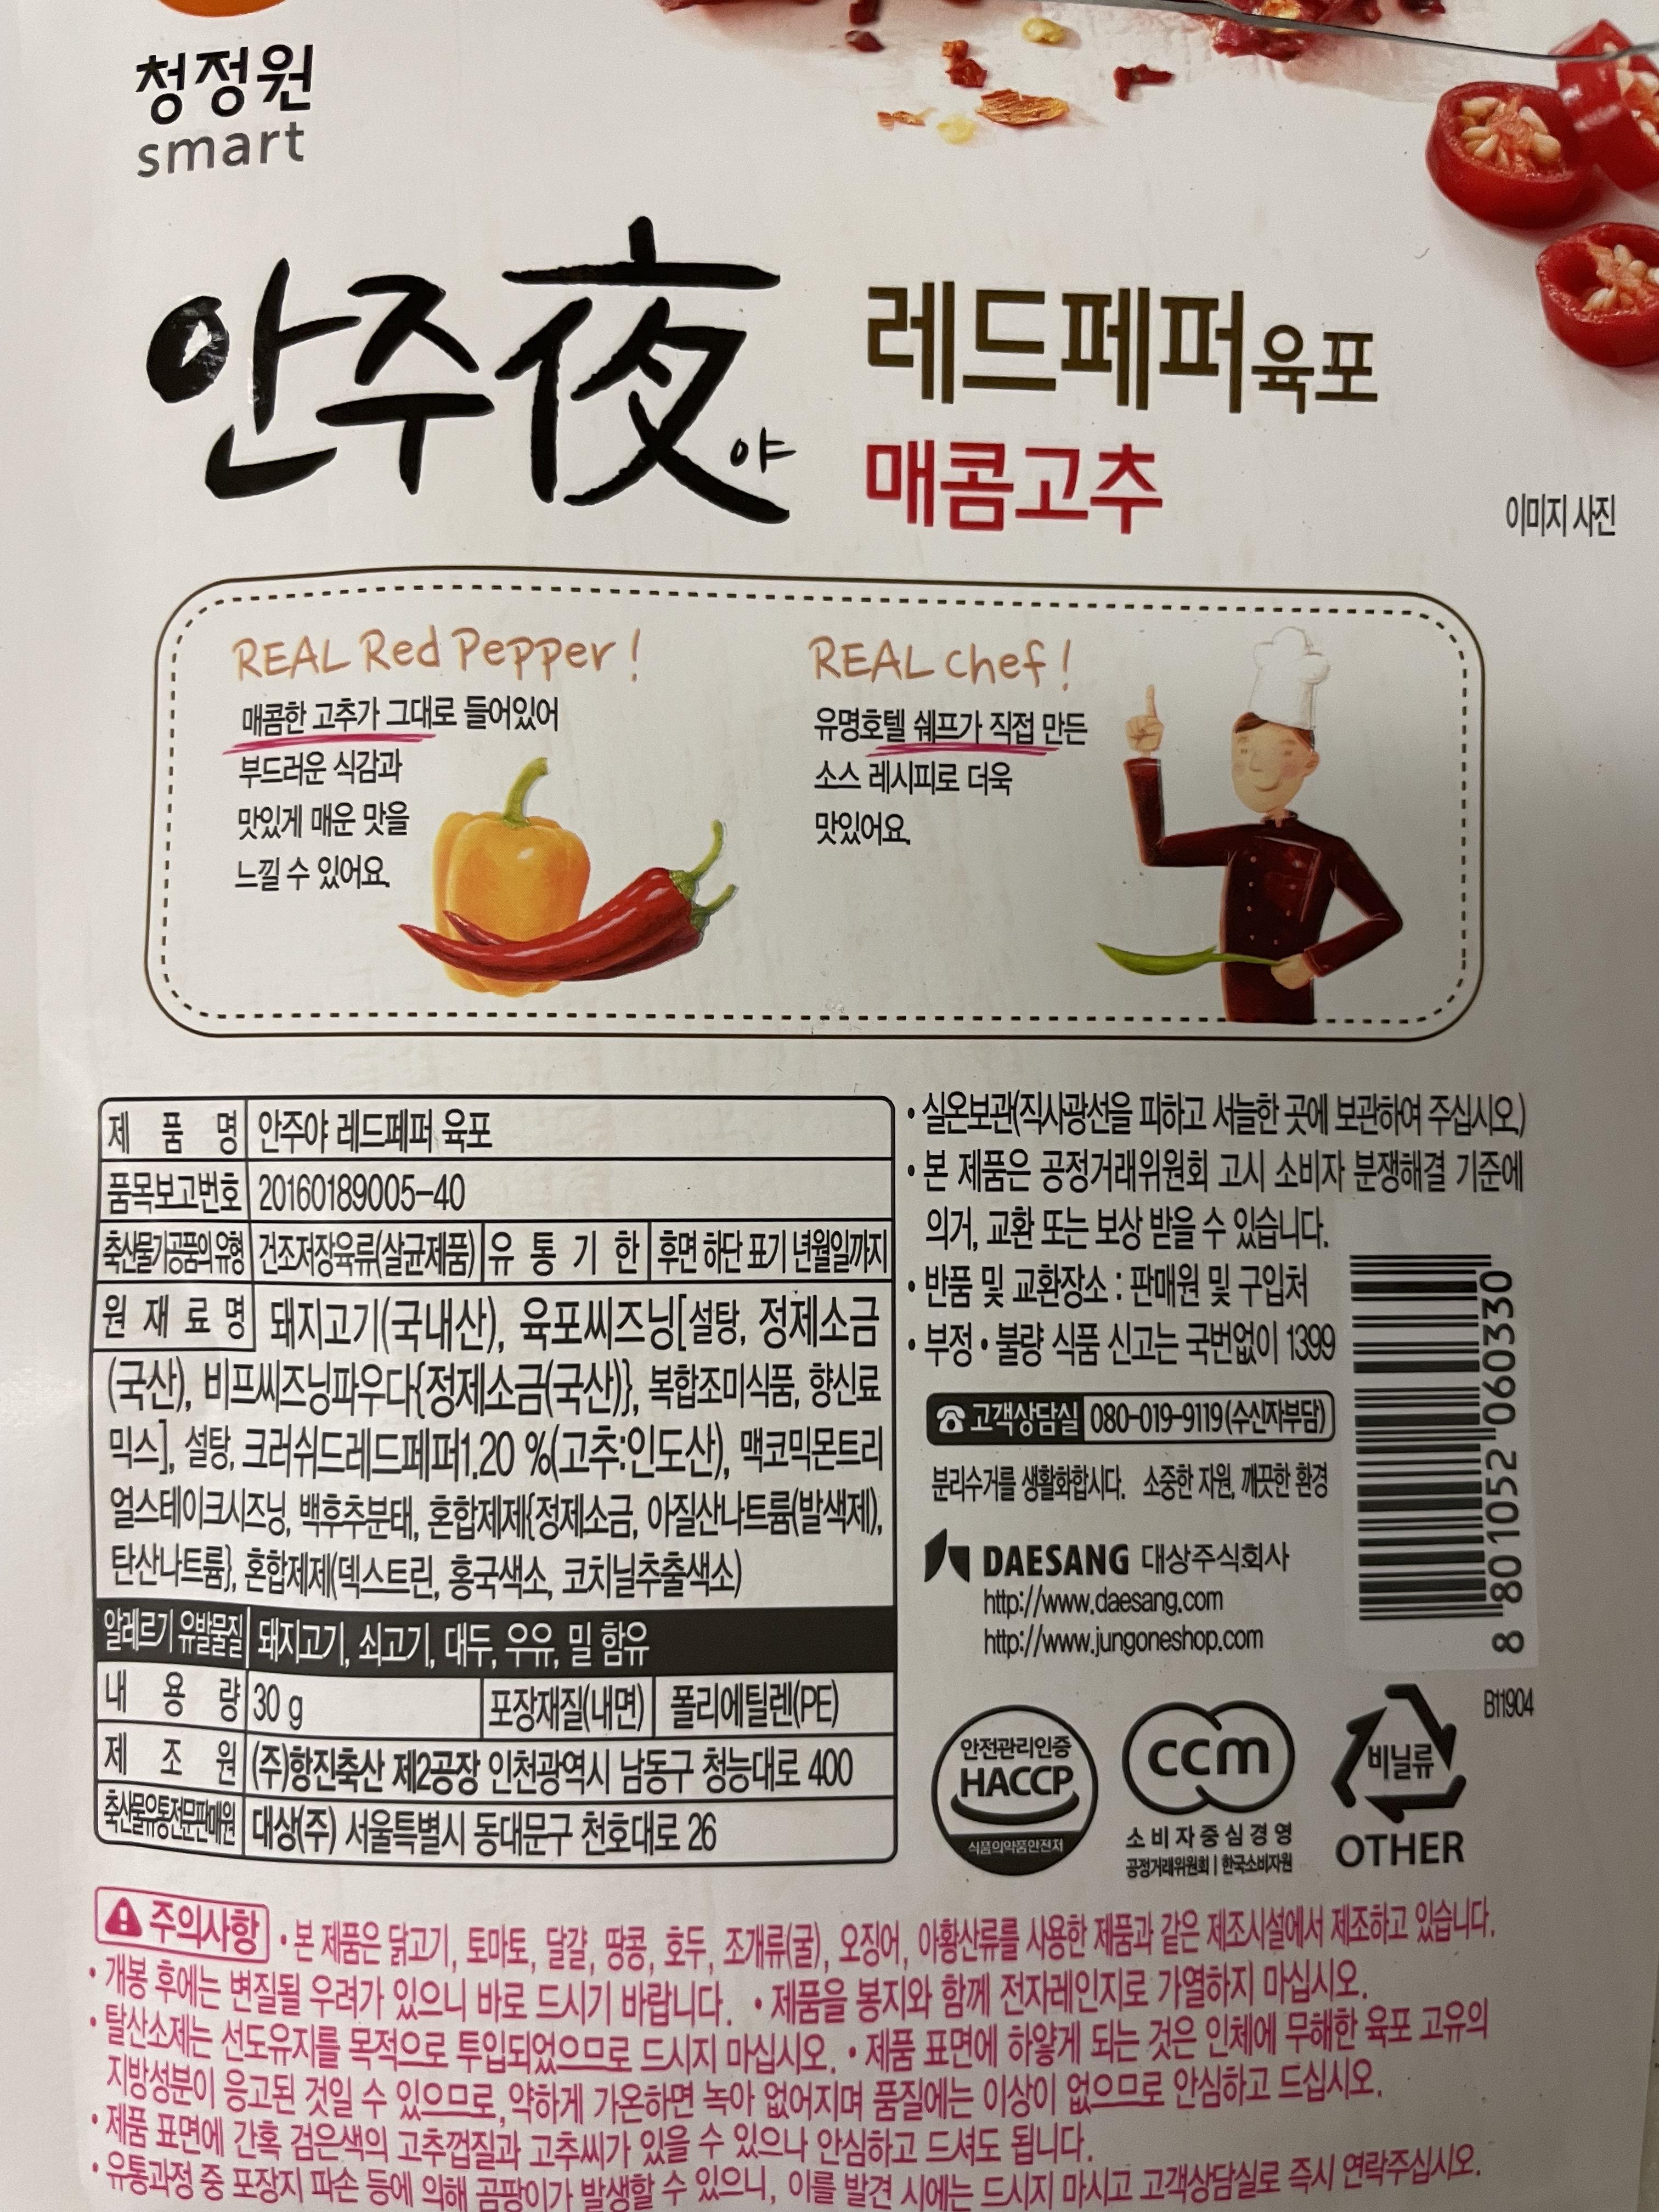 청정원
smart
안주夜야
레드페퍼육포
매콤고추
이미지 사진
REAL Red Pepper!
매콤한 고추가 그대로 들어있어
부드러운 식감과
맛있게 매운 맛을
느낄 수 있어요.
REAL chef!
유명호텔 쉐프가 직접 만든
소스 레시피로 더욱
맛있어요.
제품명 안주야 레드페퍼 육포
품목보고번호 20160189005-40
축산물가공품의 유형 건조저장육류(살균제품) 유통기한 후면 하단 표기 년월일까지
원재료명 돼지고기(국내산), 육포씨즈닝[설탕, 정제소금
(국산), 비프씨즈닝파우다{정제소금(국산)}, 복합조미식품, 향신료
믹스], 설탕, 크러쉬드레드페퍼1.20 %(고추:인도산), 맥코믹몬트리
얼스테이크시즈닝, 백후추분태, 혼합제제{정제소금, 아질산나트륨(발색제),
탄산나트륨}, 혼합제제(덱스트린, 홍국색소, 코치닐추출색소)
알레르기 유발물질 돼지고기, 쇠고기, 대두, 우유, 밀 함유
내용량 30 g 포장재질(내면) 폴리에틸렌(PE)
제조원 (주)항진축산 제2공장 인천광역시 남동구 청능대로 400
축산물유통전문판매원 대상(주) 서울특별시 동대문구 천호대로 26
• 실온보관(직사광선을 피하고 서늘한 곳에 보관하여 주십시오.)
• 본 제품은 공정거래위원회 고시 소비자 분쟁해결 기준에
의거, 교환 또는 보상 받을 수 있습니다.
• 반품 및 교환장소 : 판매원 및 구입처
• 부정 • 불량 식품 신고는 국번없이 1399
☎ 고객상담실 080-019-9119(수신자부담)
분리수거를 생활화합시다. 소중한 자원, 깨끗한 환경
DAESANG 대상주식회사
http://www.daesang.com
http://www.jungoneshop.com
8 801052 060330
B11904
안전관리인증
HACCP
식품의약품안전처
ccm
소비자중심경영
공정거래위원회 | 한국소비자원
비닐류
OTHER
주의사항 • 본 제품은 닭고기, 토마토, 달걀, 땅콩, 호두, 조개류(굴), 오징어, 아황산류를 사용한 제품과 같은 제조시설에서 제조하고 있습니다.
• 개봉 후에는 변질될 우려가 있으니 바로 드시기 바랍니다. • 제품을 봉지와 함께 전자레인지로 가열하지 마십시오.
• 탈산소제는 선도유지를 목적으로 투입되었으므로 드시지 마십시오. • 제품 표면에 하얗게 되는 것은 인체에 무해한 육포 고유의
지방성분이 응고된 것일 수 있으므로, 약하게 가온하면 녹아 없어지며 품질에는 이상이 없으므로 안심하고 드십시오.
• 제품 표면에 간혹 검은색의 고추껍질과 고추씨가 있을 수 있으나 안심하고 드셔도 됩니다.
• 유통과정 중 포장지 파손 등에 의해 곰팡이가 발생할 수 있으니, 이를 발견 시에는 드시지 마시고 고객상담실로 즉시 연락주십시오.